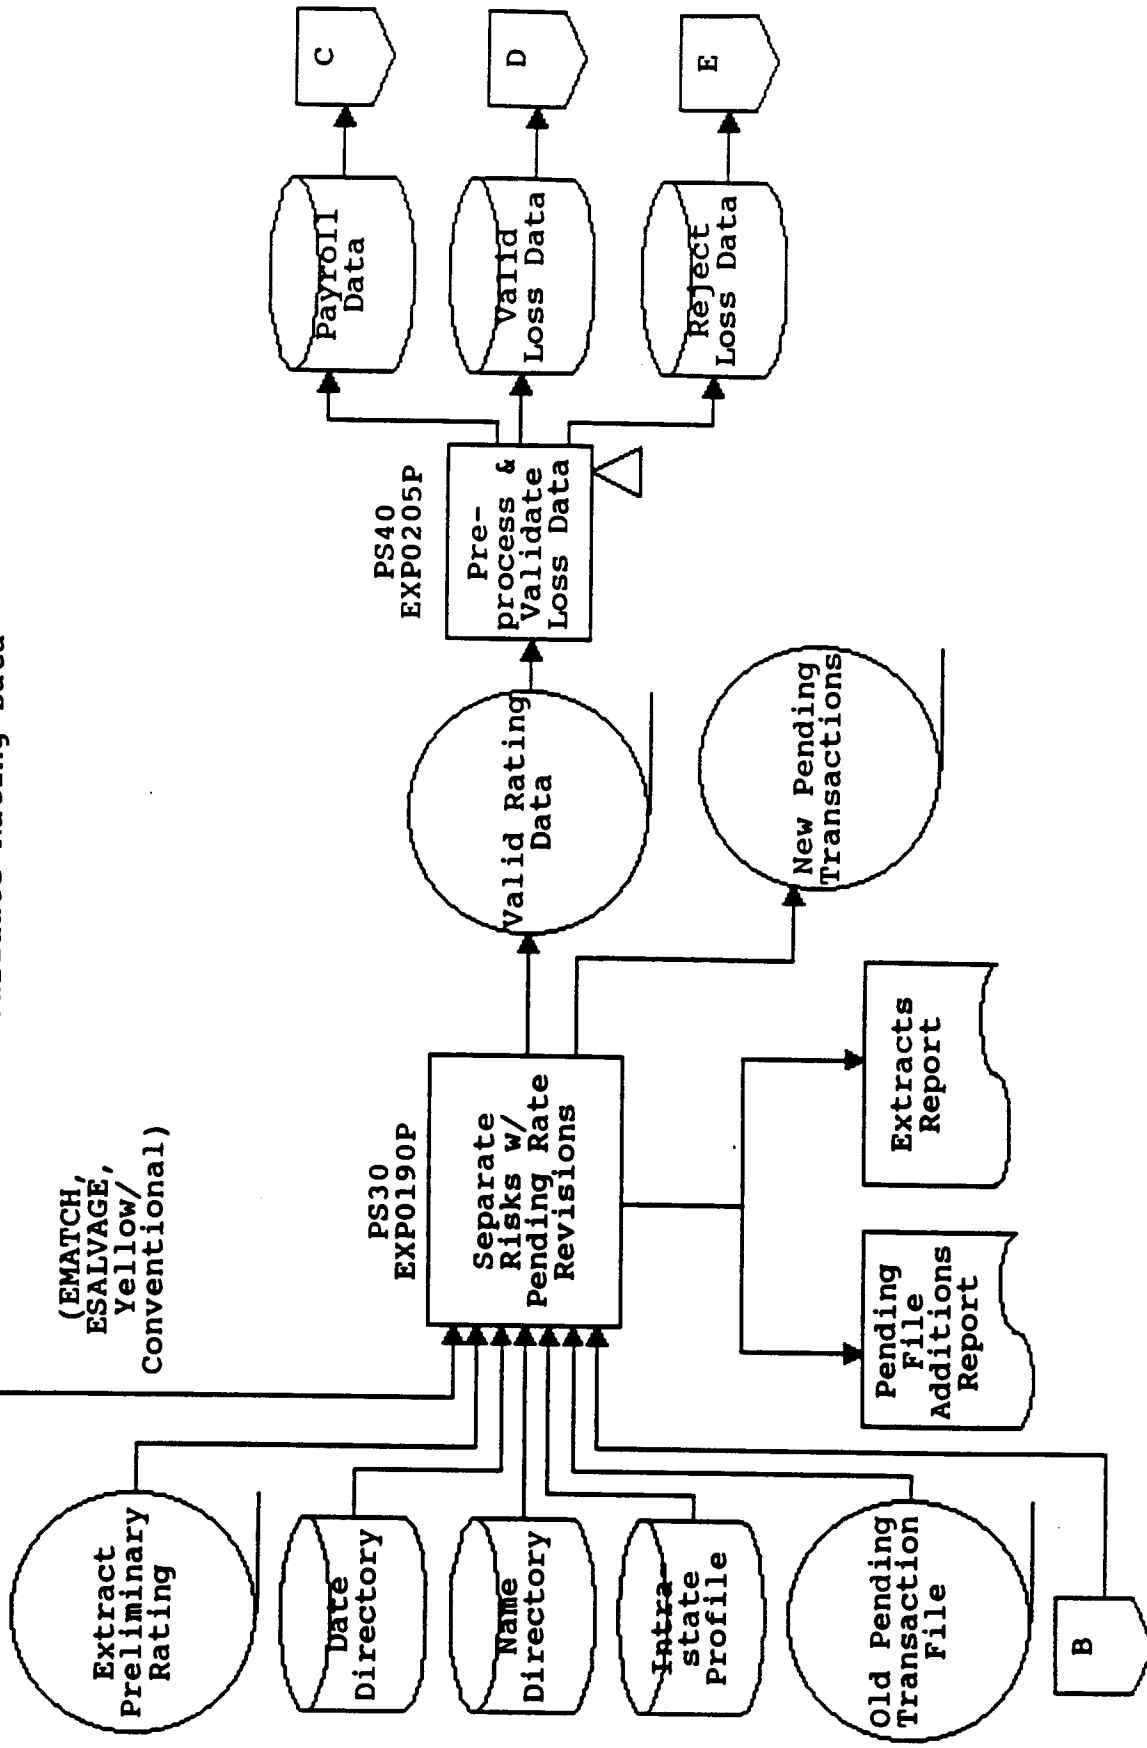 (EMATCH,
ESALVAGE,
Yellow/
Conventional)
Extract
Preliminary
Rating
Date
Directory
Name
Directory
Intra-
state
Profile
Old Pending
Transaction
File
B
PS30
EXP0190P
Separate
Risks w/
Pending Rate
Revisions
Pending
File
Additions
Report
Extracts
Report
Valid Rating
Data
New Pending
Transactions
PS40
EXP0205P
Pre-
process &
Validate
Loss Data
Payroll
Data
Valid
Loss Data
Reject
Loss Data
C
D
E